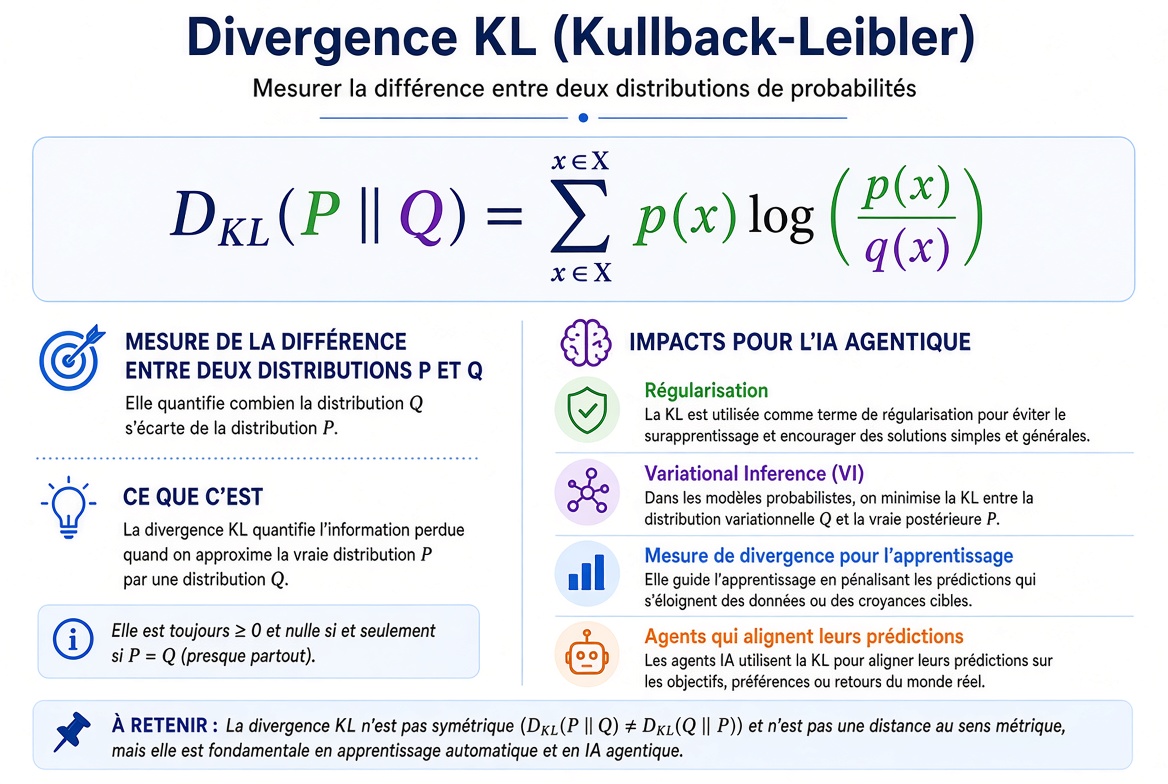 Divergence KL (Kullback-Leibler)
Mesurer la différence entre deux distributions de probabilités
x ∈ X
D_KL(P || Q) = ∑ p(x) log ( p(x) / q(x) )
x ∈ X
MESURE DE LA DIFFÉRENCE
ENTRE DEUX DISTRIBUTIONS P ET Q
Elle quantifie combien la distribution Q
s’écarte de la distribution P.
CE QUE C’EST
La divergence KL quantifie l’information perdue
quand on approxime la vraie distribution P
par une distribution Q.
i
Elle est toujours ≥ 0 et nulle si et seulement
si P = Q (presque partout).
IMPACTS POUR L’IA AGENTIQUE
Régularisation
La KL est utilisée comme terme de régularisation pour éviter le
surapprentissage et encourager des solutions simples et générales.
Variational Inference (VI)
Dans les modèles probabilistes, on minimise la KL entre la
distribution variationnelle Q et la vraie postérieure P.
Mesure de divergence pour l’apprentissage
Elle guide l’apprentissage en pénalisant les prédictions qui
s’éloignent des données ou des croyances cibles.
Agents qui alignent leurs prédictions
Les agents IA utilisent la KL pour aligner leurs prédictions sur
les objectifs, préférences ou retours du monde réel.
À RETENIR : La divergence KL n’est pas symétrique (D_KL(P || Q) ≠ D_KL(Q || P)) et n’est pas une distance au sens métrique,
mais elle est fondamentale en apprentissage automatique et en IA agentique.